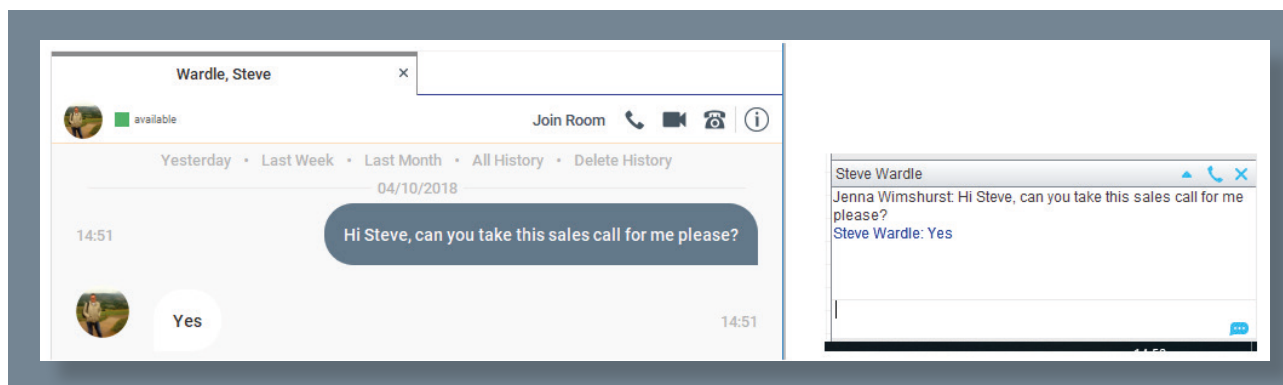 Wardle, Steve ×
available
Join Room
Yesterday • Last Week • Last Month • All History • Delete History
04/10/2018
14:51
Hi Steve, can you take this sales call for me please?
Yes
14:51
Steve Wardle
Jenna Wimshurst: Hi Steve, can you take this sales call for me
please?
Steve Wardle: Yes